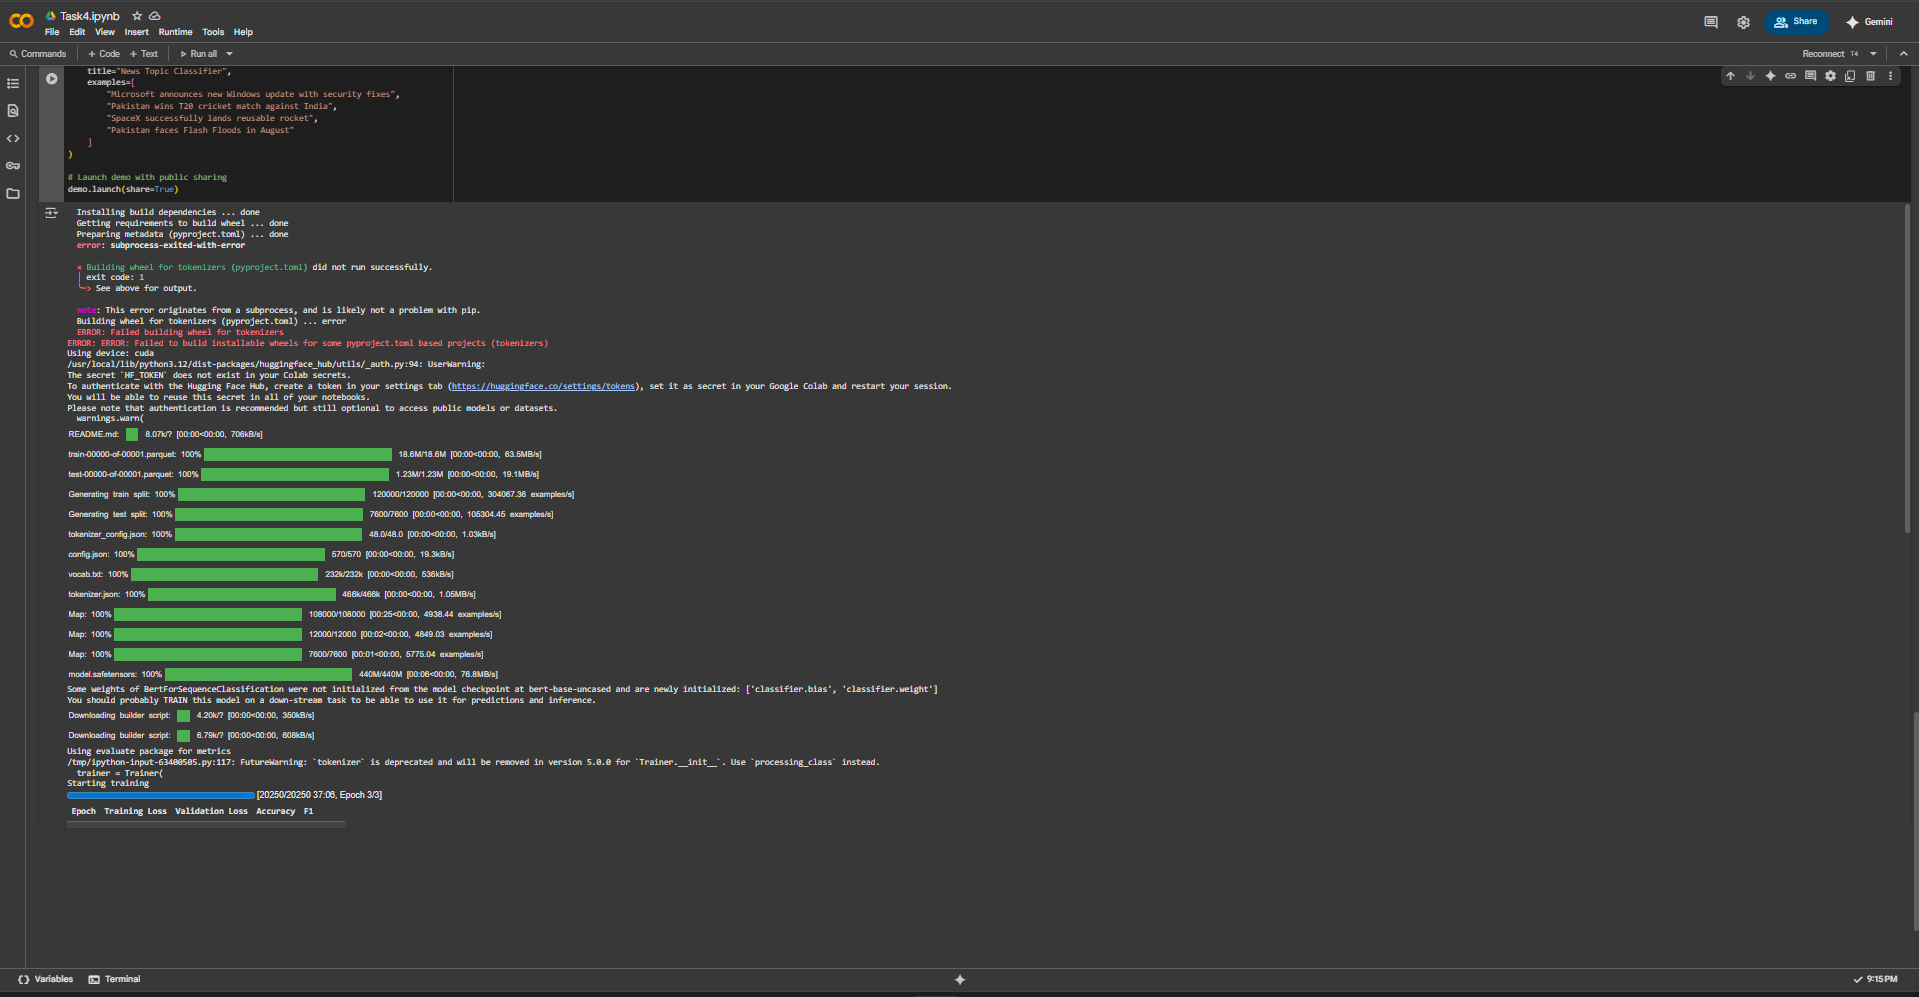 Task4.ipynb
File Edit View Insert Runtime Tools Help
Share
Gemini
Commands + Code + Text Run all
Reconnect T4
title="News Topic Classifier",
examples=[
"Microsoft announces new Windows update with security fixes",
"Pakistan wins T20 cricket match against India",
"SpaceX successfully lands reusable rocket",
"Pakistan faces Flash Floods in August"
]
)
# Launch demo with public sharing
demo.launch(share=True)
Installing build dependencies ... done
Getting requirements to build wheel ... done
Preparing metadata (pyproject.toml) ... done
error: subprocess-exited-with-error
× Building wheel for tokenizers (pyproject.toml) did not run successfully.
│ exit code: 1
╰─> See above for output.
note: This error originates from a subprocess, and is likely not a problem with pip.
Building wheel for tokenizers (pyproject.toml) ... error
ERROR: Failed building wheel for tokenizers
ERROR: ERROR: Failed to build installable wheels for some pyproject.toml based projects (tokenizers)
Using device: cuda
/usr/local/lib/python3.12/dist-packages/huggingface_hub/utils/_auth.py:94: UserWarning:
The secret `HF_TOKEN` does not exist in your Colab secrets.
To authenticate with the Hugging Face Hub, create a token in your settings tab (https://huggingface.co/settings/tokens), set it as secret in your Google Colab and restart your session.
You will be able to reuse this secret in all of your notebooks.
Please note that authentication is recommended but still optional to access public models or datasets.
warnings.warn(
README.md: 8.07k/? [00:00<00:00, 706kB/s]
train-00000-of-00001.parquet: 100% 18.6M/18.6M [00:00<00:00, 63.5MB/s]
test-00000-of-00001.parquet: 100% 1.23M/1.23M [00:00<00:00, 19.1MB/s]
Generating train split: 100% 120000/120000 [00:00<00:00, 304067.36 examples/s]
Generating test split: 100% 7600/7600 [00:00<00:00, 105304.45 examples/s]
tokenizer_config.json: 100% 48.0/48.0 [00:00<00:00, 1.03kB/s]
config.json: 100% 570/570 [00:00<00:00, 19.3kB/s]
vocab.txt: 100% 232k/232k [00:00<00:00, 536kB/s]
tokenizer.json: 100% 466k/466k [00:00<00:00, 1.05MB/s]
Map: 100% 108000/108000 [00:25<00:00, 4938.44 examples/s]
Map: 100% 12000/12000 [00:02<00:00, 4849.03 examples/s]
Map: 100% 7600/7600 [00:01<00:00, 5775.04 examples/s]
model.safetensors: 100% 440M/440M [00:06<00:00, 76.8MB/s]
Some weights of BertForSequenceClassification were not initialized from the model checkpoint at bert-base-uncased and are newly initialized: ['classifier.bias', 'classifier.weight']
You should probably TRAIN this model on a down-stream task to be able to use it for predictions and inference.
Downloading builder script: 4.20k/? [00:00<00:00, 350kB/s]
Downloading builder script: 6.79k/? [00:00<00:00, 608kB/s]
Using evaluate package for metrics
/tmp/ipython-input-63400505.py:117: FutureWarning: `tokenizer` is deprecated and will be removed in version 5.0.0 for `Trainer.__init__`. Use `processing_class` instead.
trainer = Trainer(
Starting training
[20250/20250 37:06, Epoch 3/3]
Epoch Training Loss Validation Loss Accuracy F1
Variables Terminal
9:15 PM